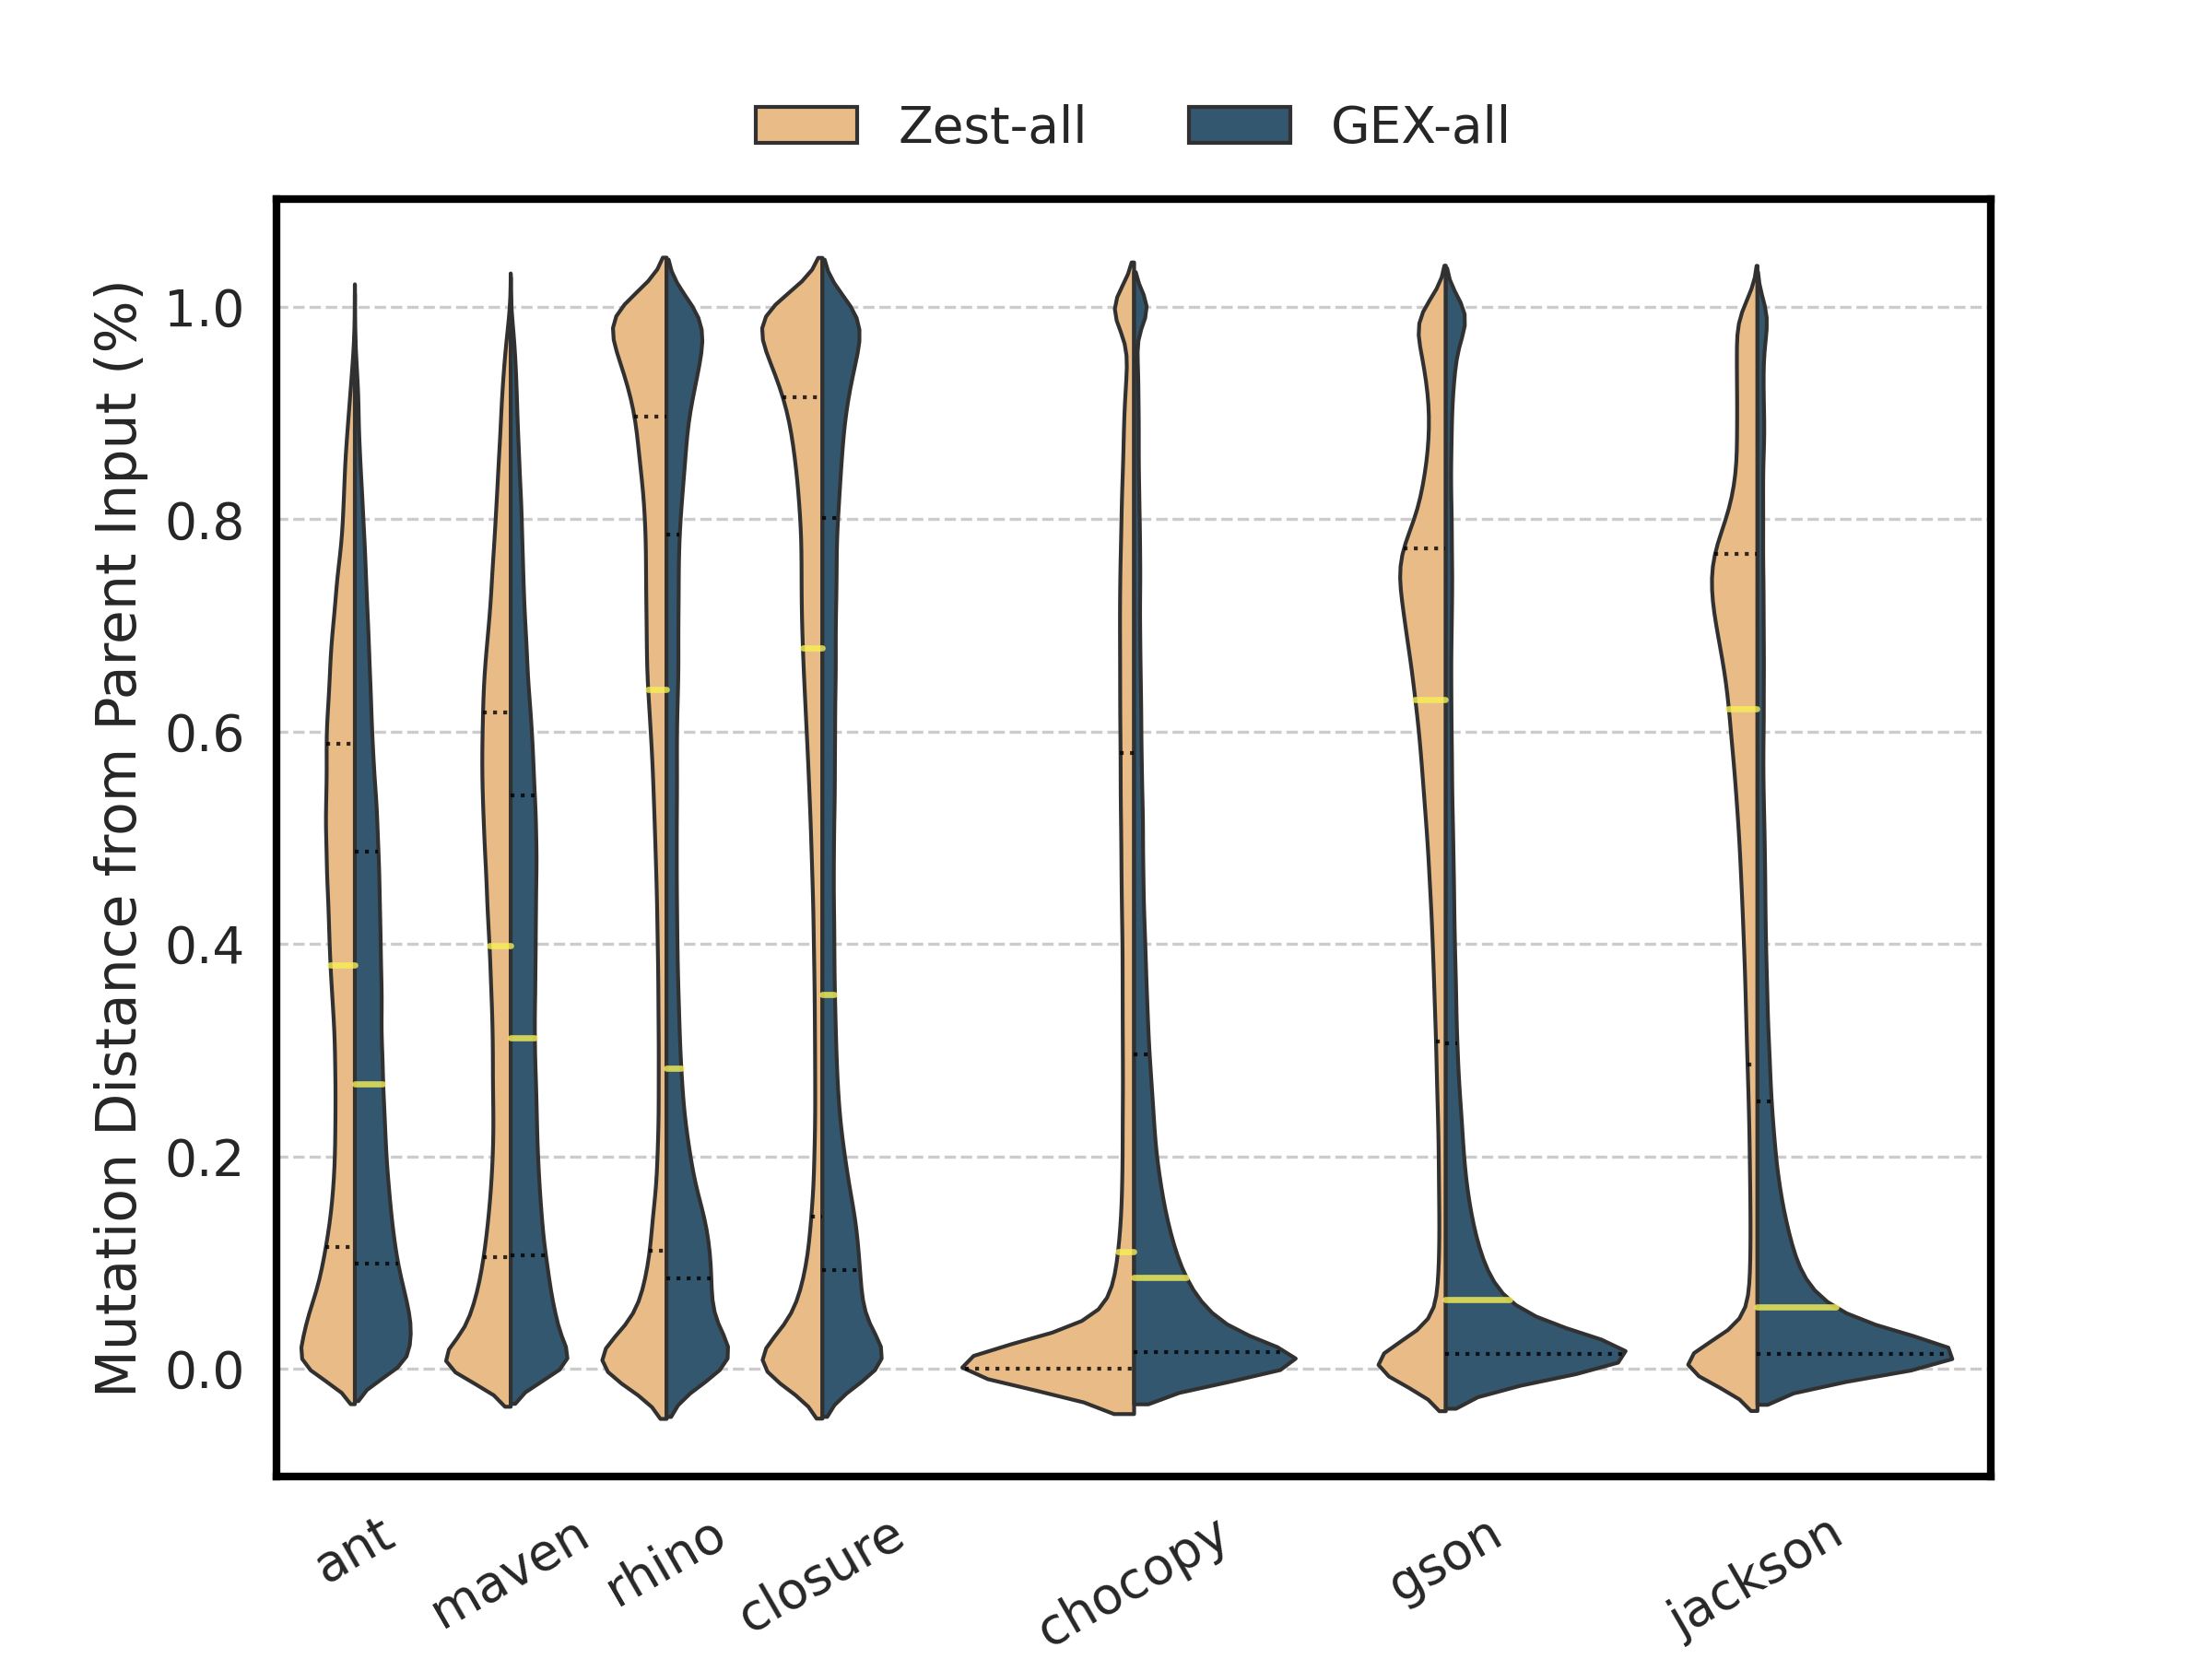 Zest-all GEX-all
Mutation Distance from Parent Input (%)
1.0
0.8
0.6
0.4
0.2
0.0
ant maven rhino closure chocopy gson jackson